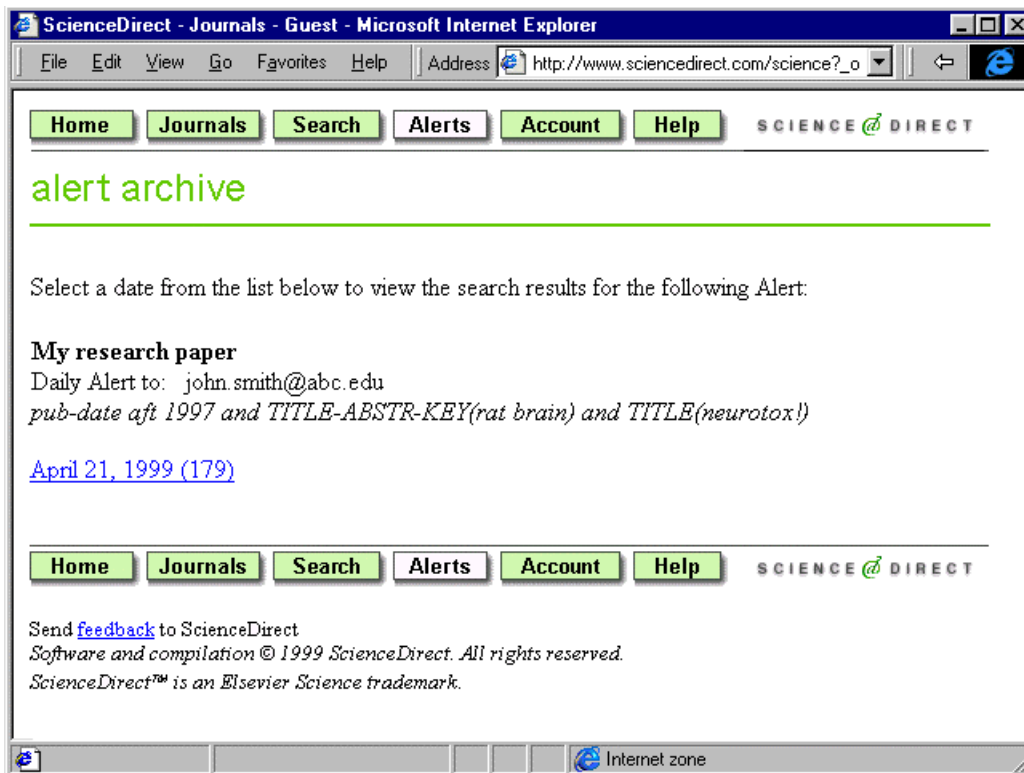 ScienceDirect - Journals - Guest - Microsoft Internet Explorer
File Edit View Go Favorites Help Address http://www.sciencedirect.com/science?_o
Home Journals Search Alerts Account Help SCIENCE @ DIRECT
alert archive
Select a date from the list below to view the search results for the following Alert:
My research paper
Daily Alert to: john.smith@abc.edu
pub-date aft 1997 and TITLE-ABSTR-KEY(rat brain) and TITLE(neurotox!)
April 21, 1999 (179)
Home Journals Search Alerts Account Help SCIENCE @ DIRECT
Send feedback to ScienceDirect
Software and compilation © 1999 ScienceDirect. All rights reserved.
ScienceDirect™ is an Elsevier Science trademark.
Internet zone